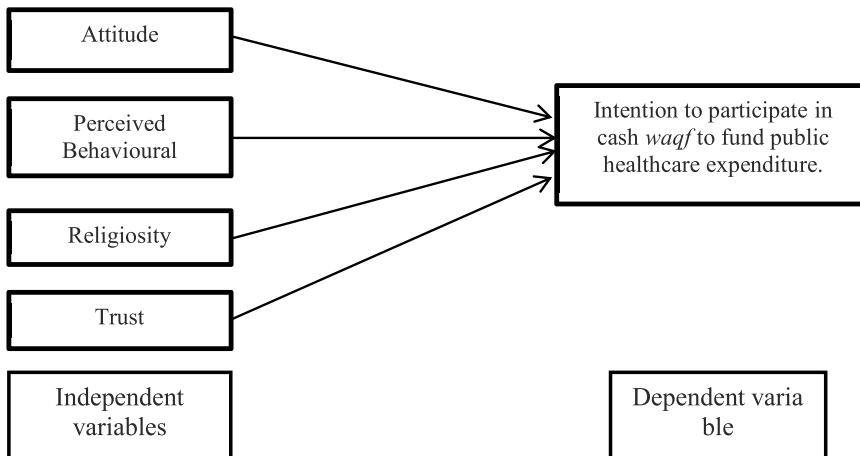 Attitude
Perceived
Behavioural
Religiosity
Trust
Independent
variables
Intention to participate in
cash waqf to fund public
healthcare expenditure.
Dependent varia
ble